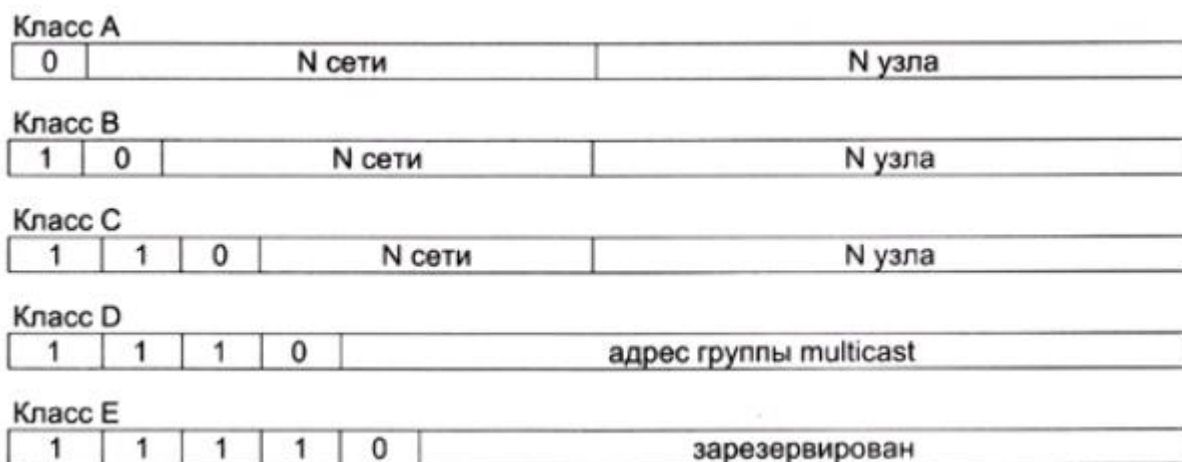 Класс A
0 N сети N узла
Класс B
1 0 N сети N узла
Класс C
1 1 0 N сети N узла
Класс D
1 1 1 0 адрес группы multicast
Класс E
1 1 1 1 0 зарезервирован